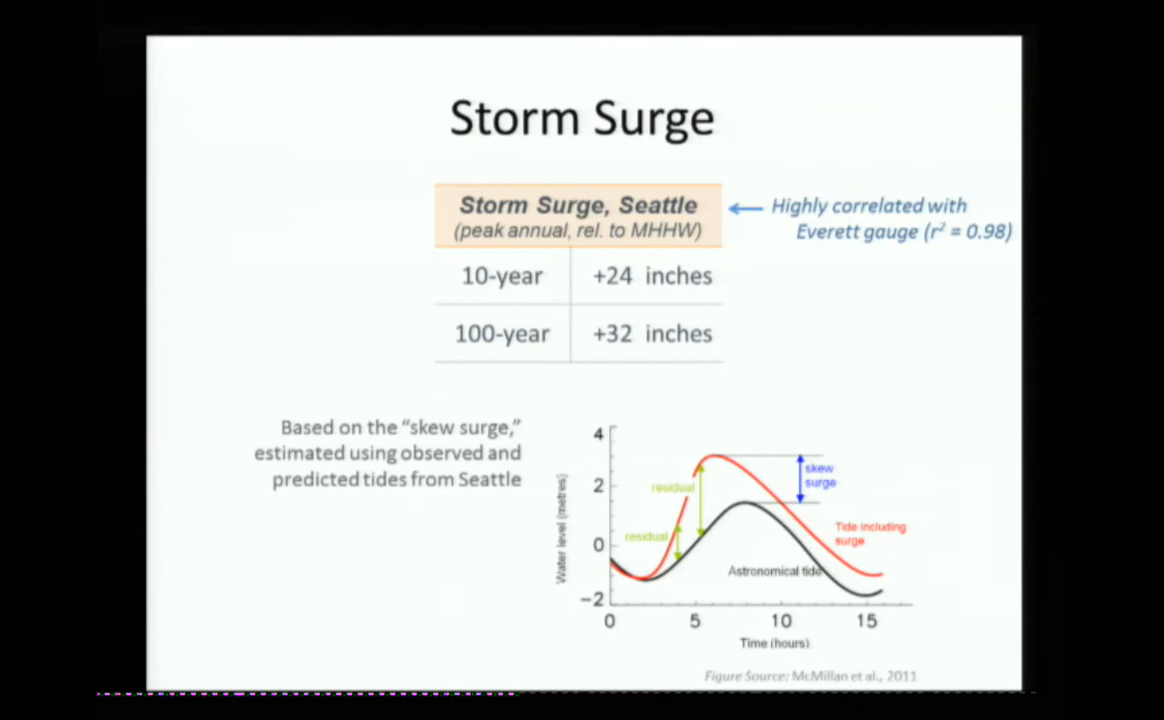 Storm Surge
Storm Surge, Seattle
(peak annual, rel. to MHHW)
Highly correlated with
Everett gauge (r² = 0.98)
10-year +24 inches
100-year +32 inches
Based on the “skew surge,”
estimated using observed and
predicted tides from Seattle
4
2
0
−2
Water level (metres)
residual
residual
skew
surge
Tide including
surge
Astronomical tide
0 5 10 15
Time (hours)
Figure Source: McMillan et al., 2011